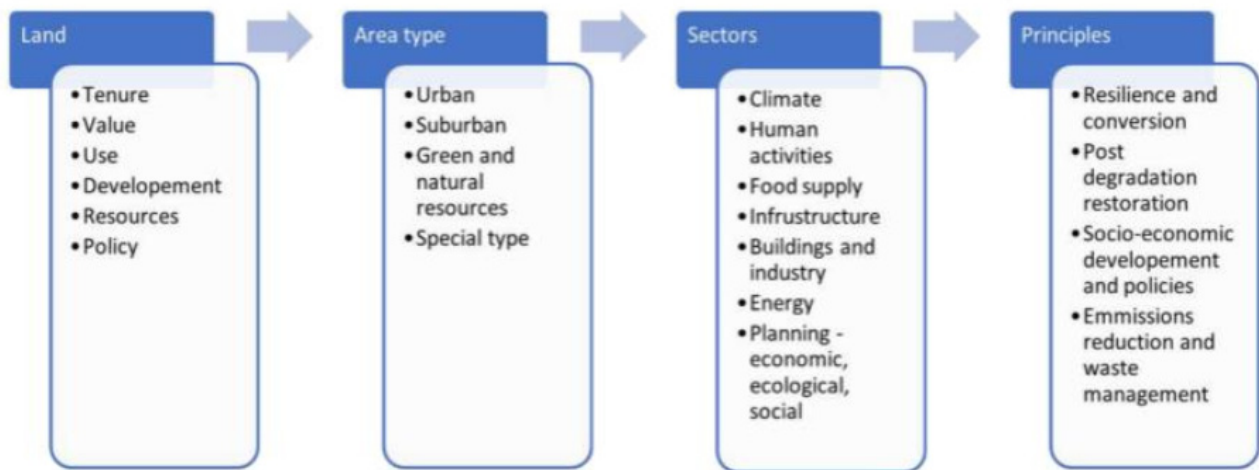 Land
• Tenure
• Value
• Use
• Developement
• Resources
• Policy
Area type
• Urban
• Suburban
• Green and
natural
resources
• Special type
Sectors
• Climate
• Human
activities
• Food supply
• Infrustructure
• Buildings and
industry
• Energy
• Planning -
economic,
ecological,
social
Principles
• Resilience and
conversion
• Post
degradation
restoration
• Socio-economic
developement
and policies
• Emmissions
reduction and
waste
management